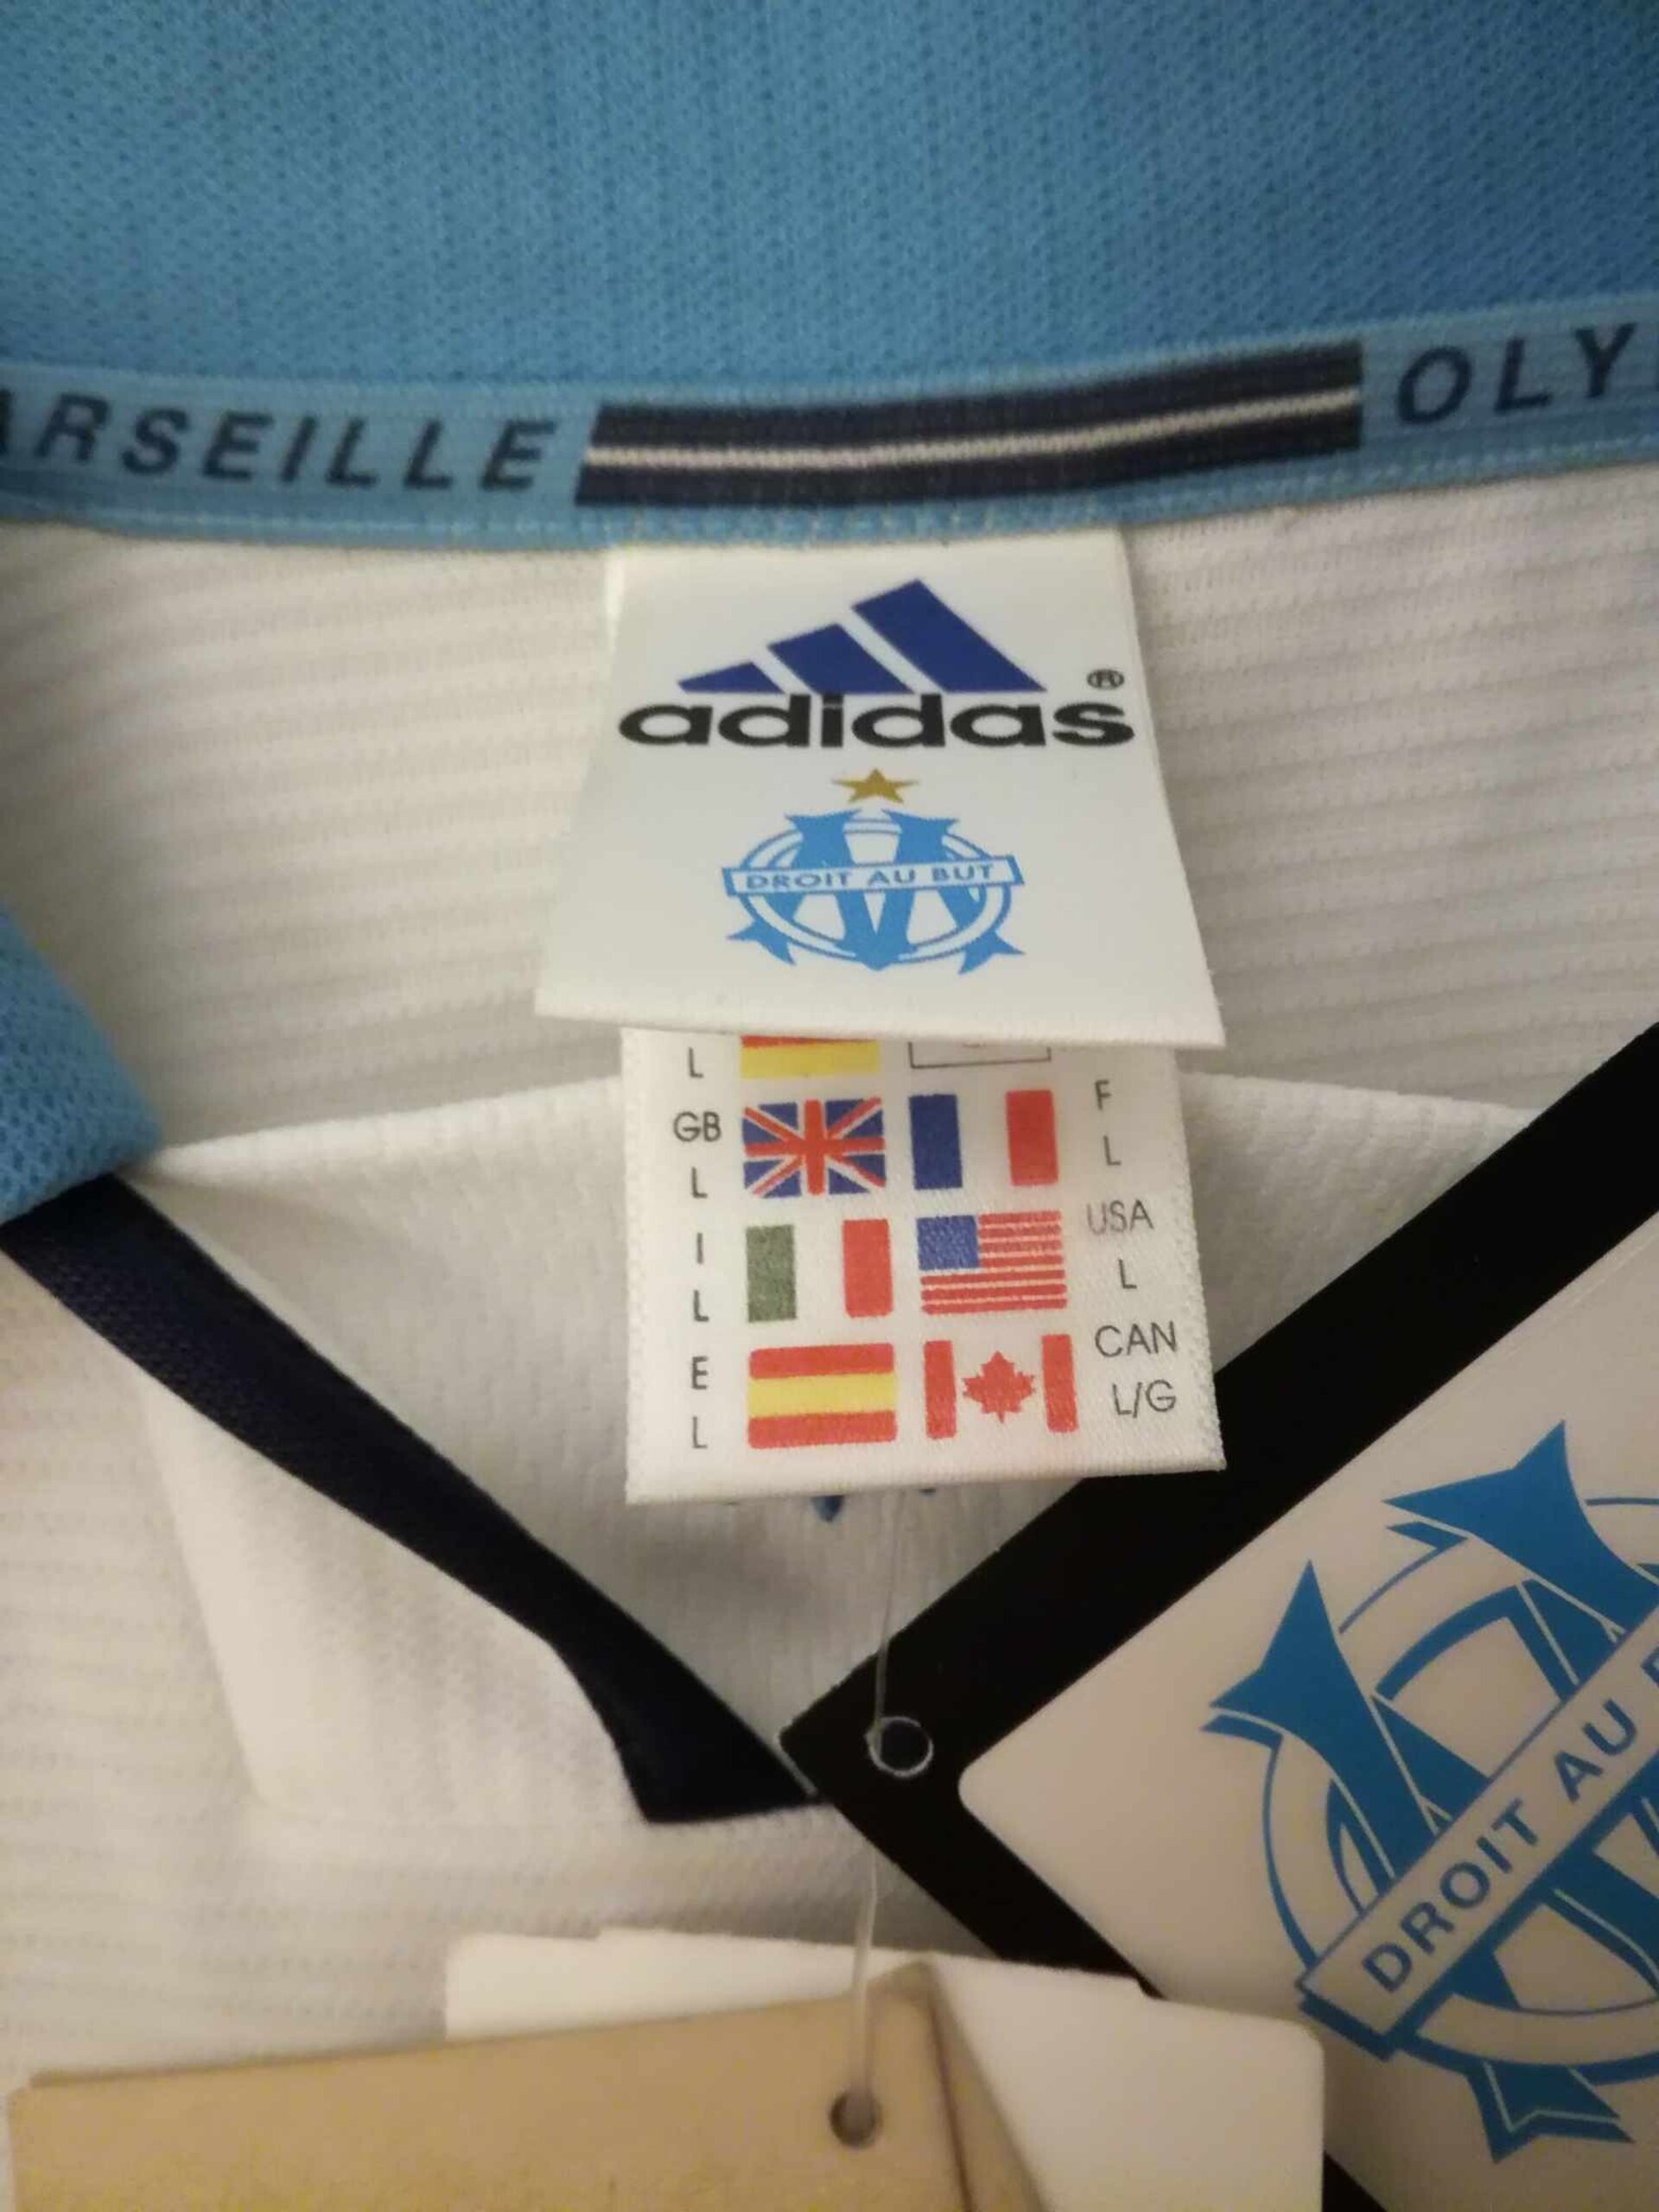 ARSEILLE OLY
adidas®
DROIT AU BUT
L
GB
L
F
L
I
L
USA
L
E
L
CAN
L/G
DROIT AU